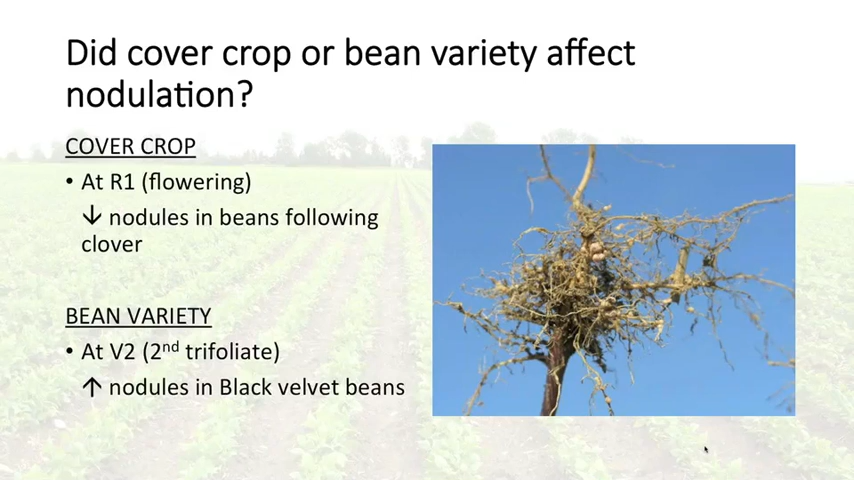 Did cover crop or bean variety affect
nodulation?
COVER CROP
• At R1 (flowering)
↓ nodules in beans following
clover
BEAN VARIETY
• At V2 (2nd trifoliate)
↑ nodules in Black velvet beans